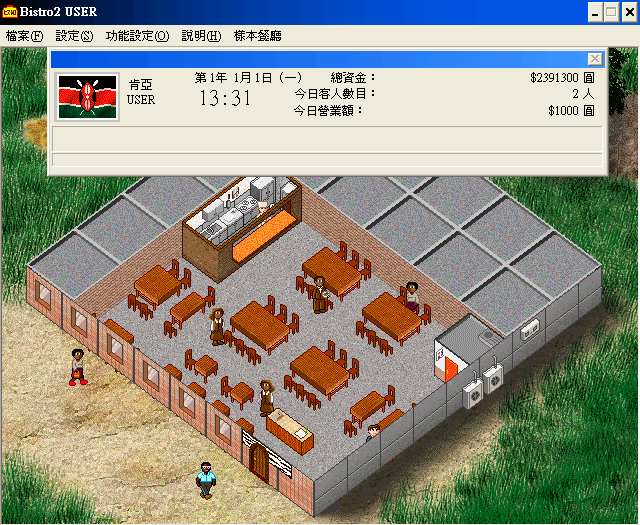 Bistro2 USER
檔案(F) 設定(S) 功能設定(O) 說明(H) 樣本餐廳
肯亞
USER
第1年 1月1日 (一) 總資金： $2391300 圓
13:31 今日客人數目： 2 人
今日營業額： $1000 圓